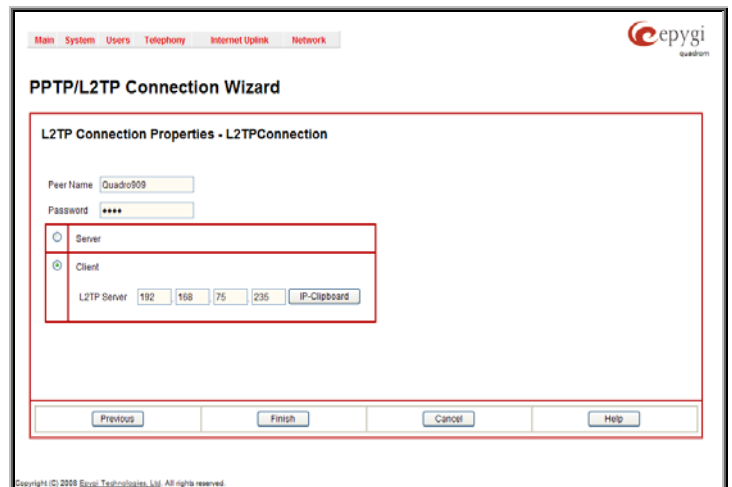 Main System Users Telephony Internet Uplink Network
epygi
quadrom
PPTP/L2TP Connection Wizard
L2TP Connection Properties - L2TPConnection
Peer Name Quadro909
Password ••••
Server
Client
L2TP Server 192 . 168 . 75 . 235 IP-Clipboard
Previous Finish Cancel Help
Copyright (C) 2008 Epygi Technologies, Ltd. All rights reserved.